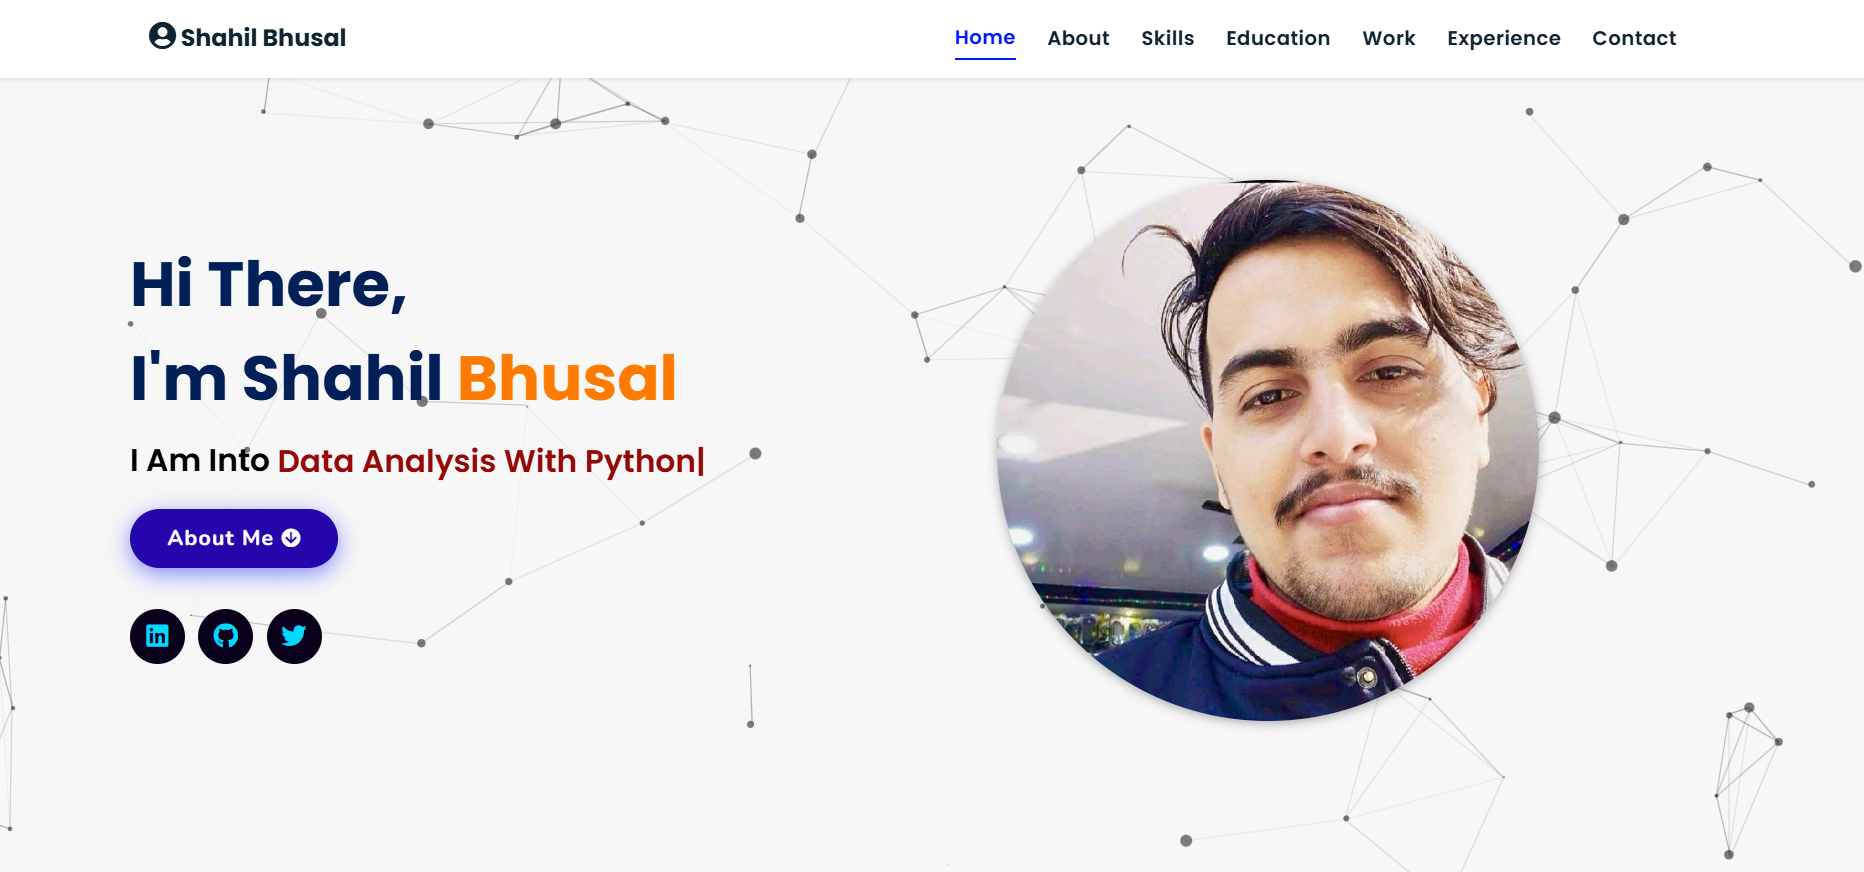 Shahil Bhusal
Home About Skills Education Work Experience Contact
Hi There,
I'm Shahil Bhusal
I Am Into Data Analysis With Python|
About Me